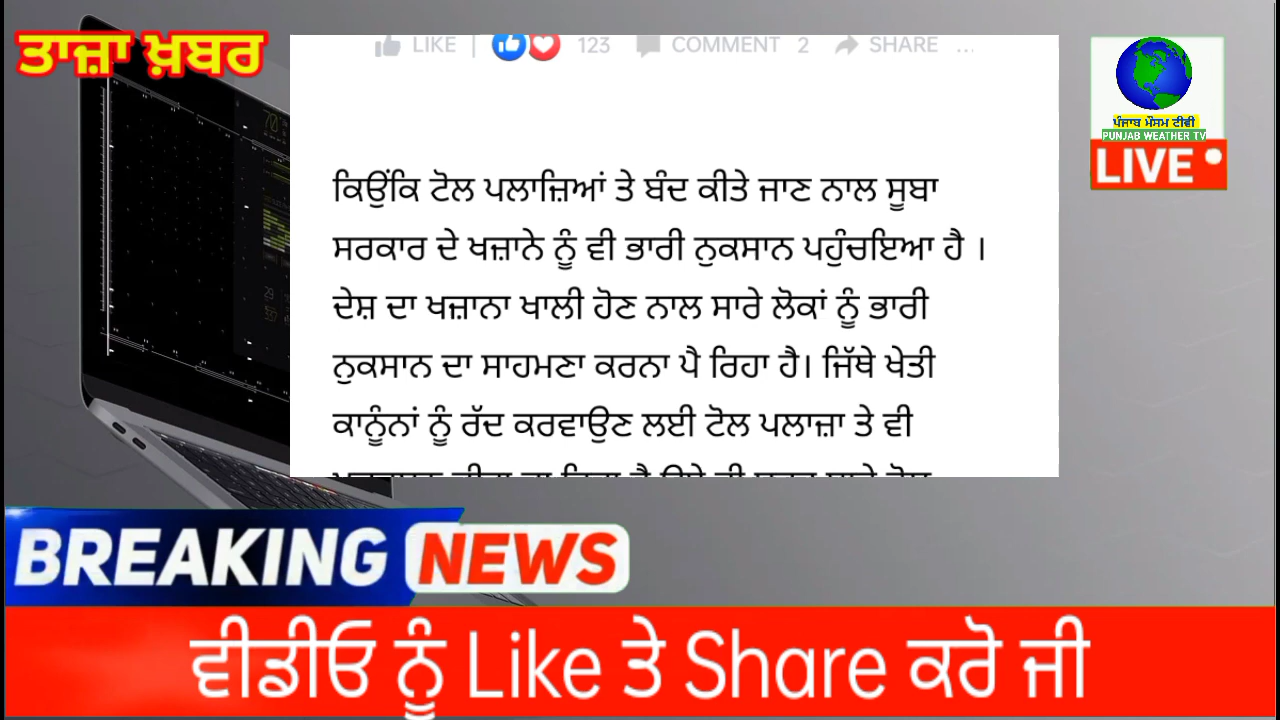 ਤਾਜ਼ਾ ਖ਼ਬਰ
LIKE 123 COMMENT 2 SHARE ...
ਪੰਜਾਬ ਮੌਸਮ ਟੀਵੀ
PUNJAB WEATHER TV
LIVE
ਕਿਉਂਕਿ ਟੋਲ ਪਲਾਜ਼ਿਆਂ ਤੇ ਬੰਦ ਕੀਤੇ ਜਾਣ ਨਾਲ ਸੂਬਾ
ਸਰਕਾਰ ਦੇ ਖਜ਼ਾਨੇ ਨੂੰ ਵੀ ਭਾਰੀ ਨੁਕਸਾਨ ਪਹੁੰਚਇਆ ਹੈ ।
ਦੇਸ਼ ਦਾ ਖਜ਼ਾਨਾ ਖਾਲੀ ਹੋਣ ਨਾਲ ਸਾਰੇ ਲੋਕਾਂ ਨੂੰ ਭਾਰੀ
ਨੁਕਸਾਨ ਦਾ ਸਾਹਮਣਾ ਕਰਨਾ ਪੈ ਰਿਹਾ ਹੈ। ਜਿੱਥੇ ਖੇਤੀ
ਕਾਨੂੰਨਾਂ ਨੂੰ ਰੱਦ ਕਰਵਾਉਣ ਲਈ ਟੋਲ ਪਲਾਜ਼ਾ ਤੇ ਵੀ
BREAKING NEWS
ਵੀਡੀਓ ਨੂੰ Like ਤੇ Share ਕਰੋ ਜੀ